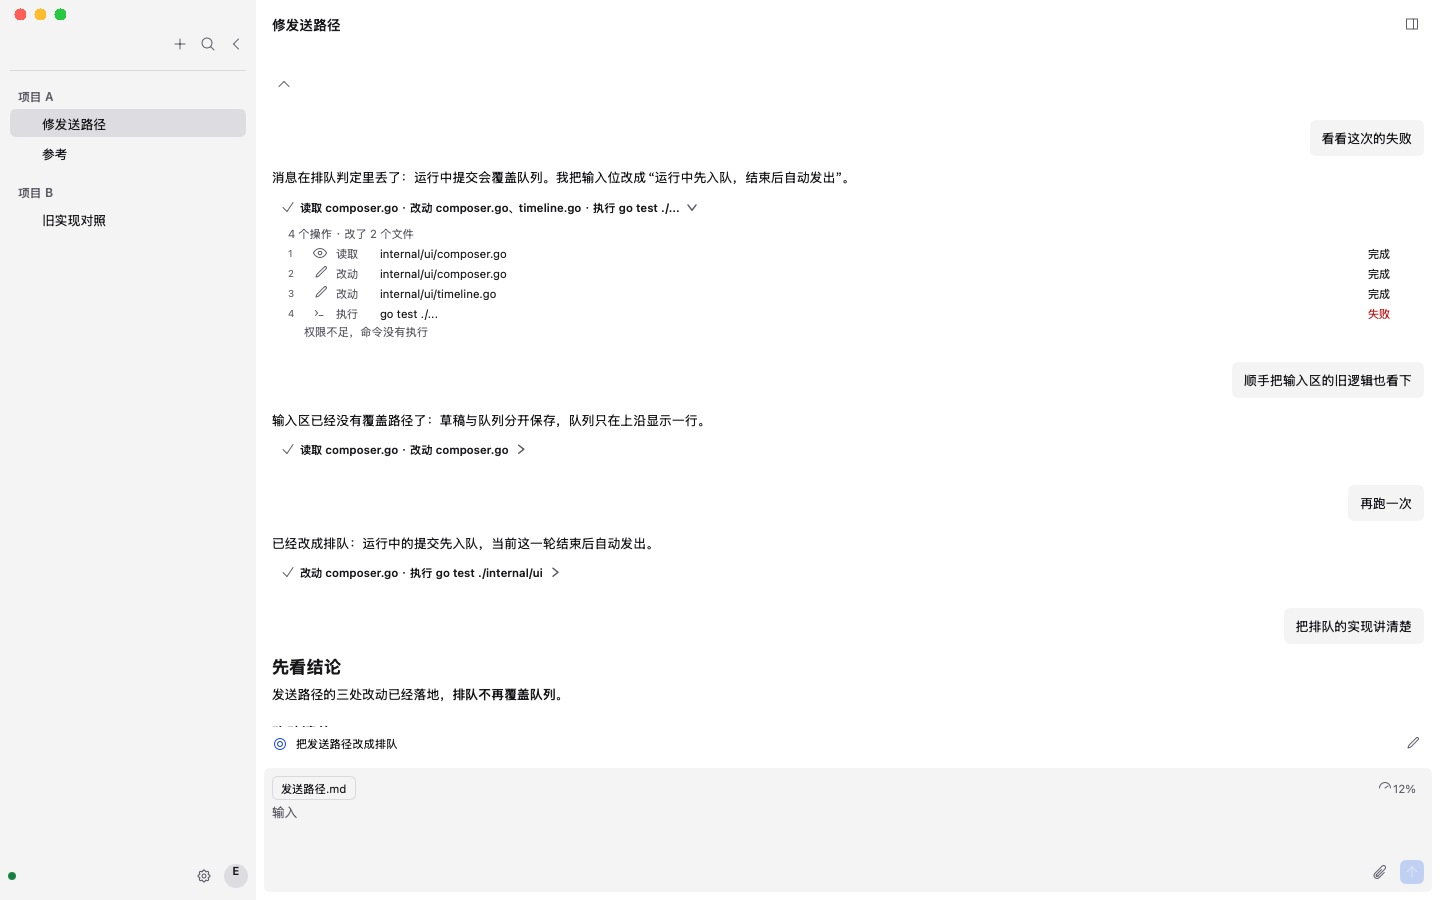 修发送路径
项目 A
修发送路径
参考
项目 B
旧实现对照
看看这次的失败
消息在排队判定里丢了：运行中提交会覆盖队列。我把输入位改成“运行中先入队，结束后自动发出”。
读取 composer.go · 改动 composer.go、timeline.go · 执行 go test ./...
4 个操作 · 改了 2 个文件
1 读取 internal/ui/composer.go 完成
2 改动 internal/ui/composer.go 完成
3 改动 internal/ui/timeline.go 完成
4 执行 go test ./... 失败
权限不足，命令没有执行
顺手把输入区的旧逻辑也看下
输入区已经没有覆盖路径了：草稿与队列分开保存，队列只在上沿显示一行。
读取 composer.go · 改动 composer.go
再跑一次
已经改成排队：运行中的提交先入队，当前这一轮结束后自动发出。
改动 composer.go · 执行 go test ./internal/ui
把排队的实现讲清楚
先看结论
发送路径的三处改动已经落地，排队不再覆盖队列。
把发送路径改成排队
发送路径.md
12%
输入
E